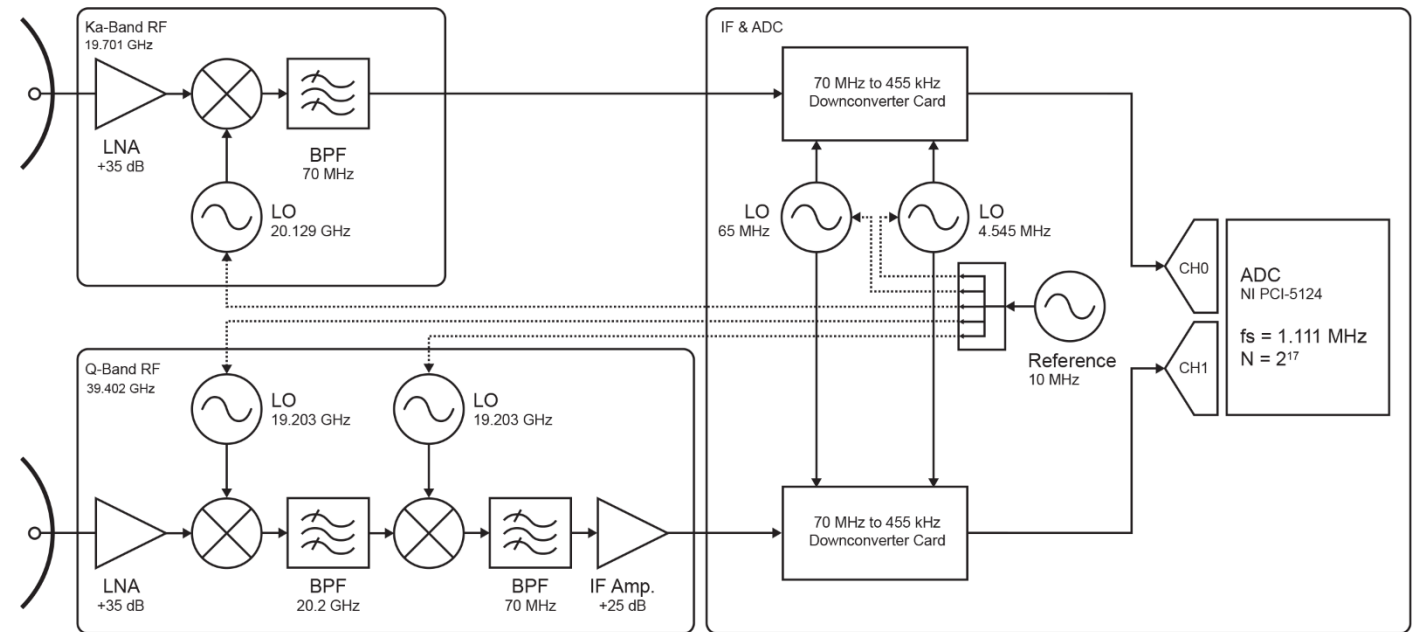 Ka-Band RF
19.701 GHz
LNA
+35 dB
BPF
70 MHz
LO
20.129 GHz
IF & ADC
70 MHz to 455 kHz
Downconverter Card
LO
65 MHz
LO
4.545 MHz
Reference
10 MHz
CH0
CH1
ADC
NI PCI-5124
fs = 1.111 MHz
N = 2¹⁷
Q-Band RF
39.402 GHz
LO
19.203 GHz
LO
19.203 GHz
LNA
+35 dB
BPF
20.2 GHz
BPF
70 MHz
IF Amp.
+25 dB
70 MHz to 455 kHz
Downconverter Card